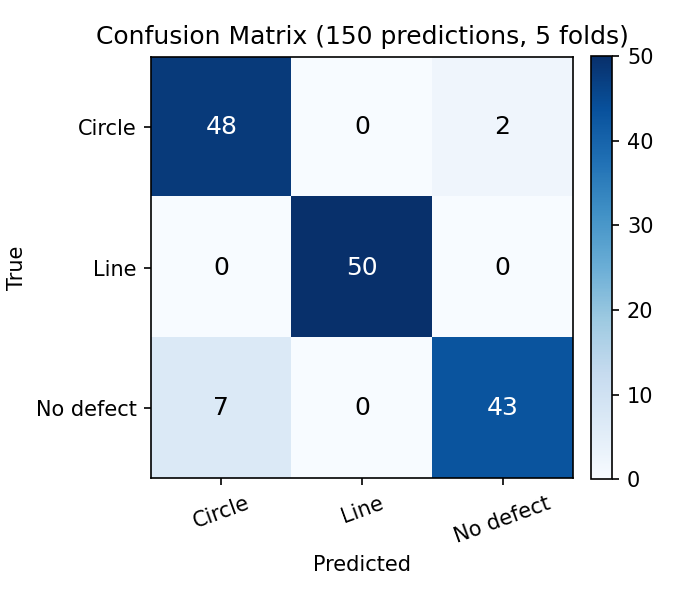 Confusion Matrix (150 predictions, 5 folds)
Circle 48 0 2
Line 0 50 0
No defect 7 0 43
Circle Line No defect
Predicted
True
50
40
30
20
10
0